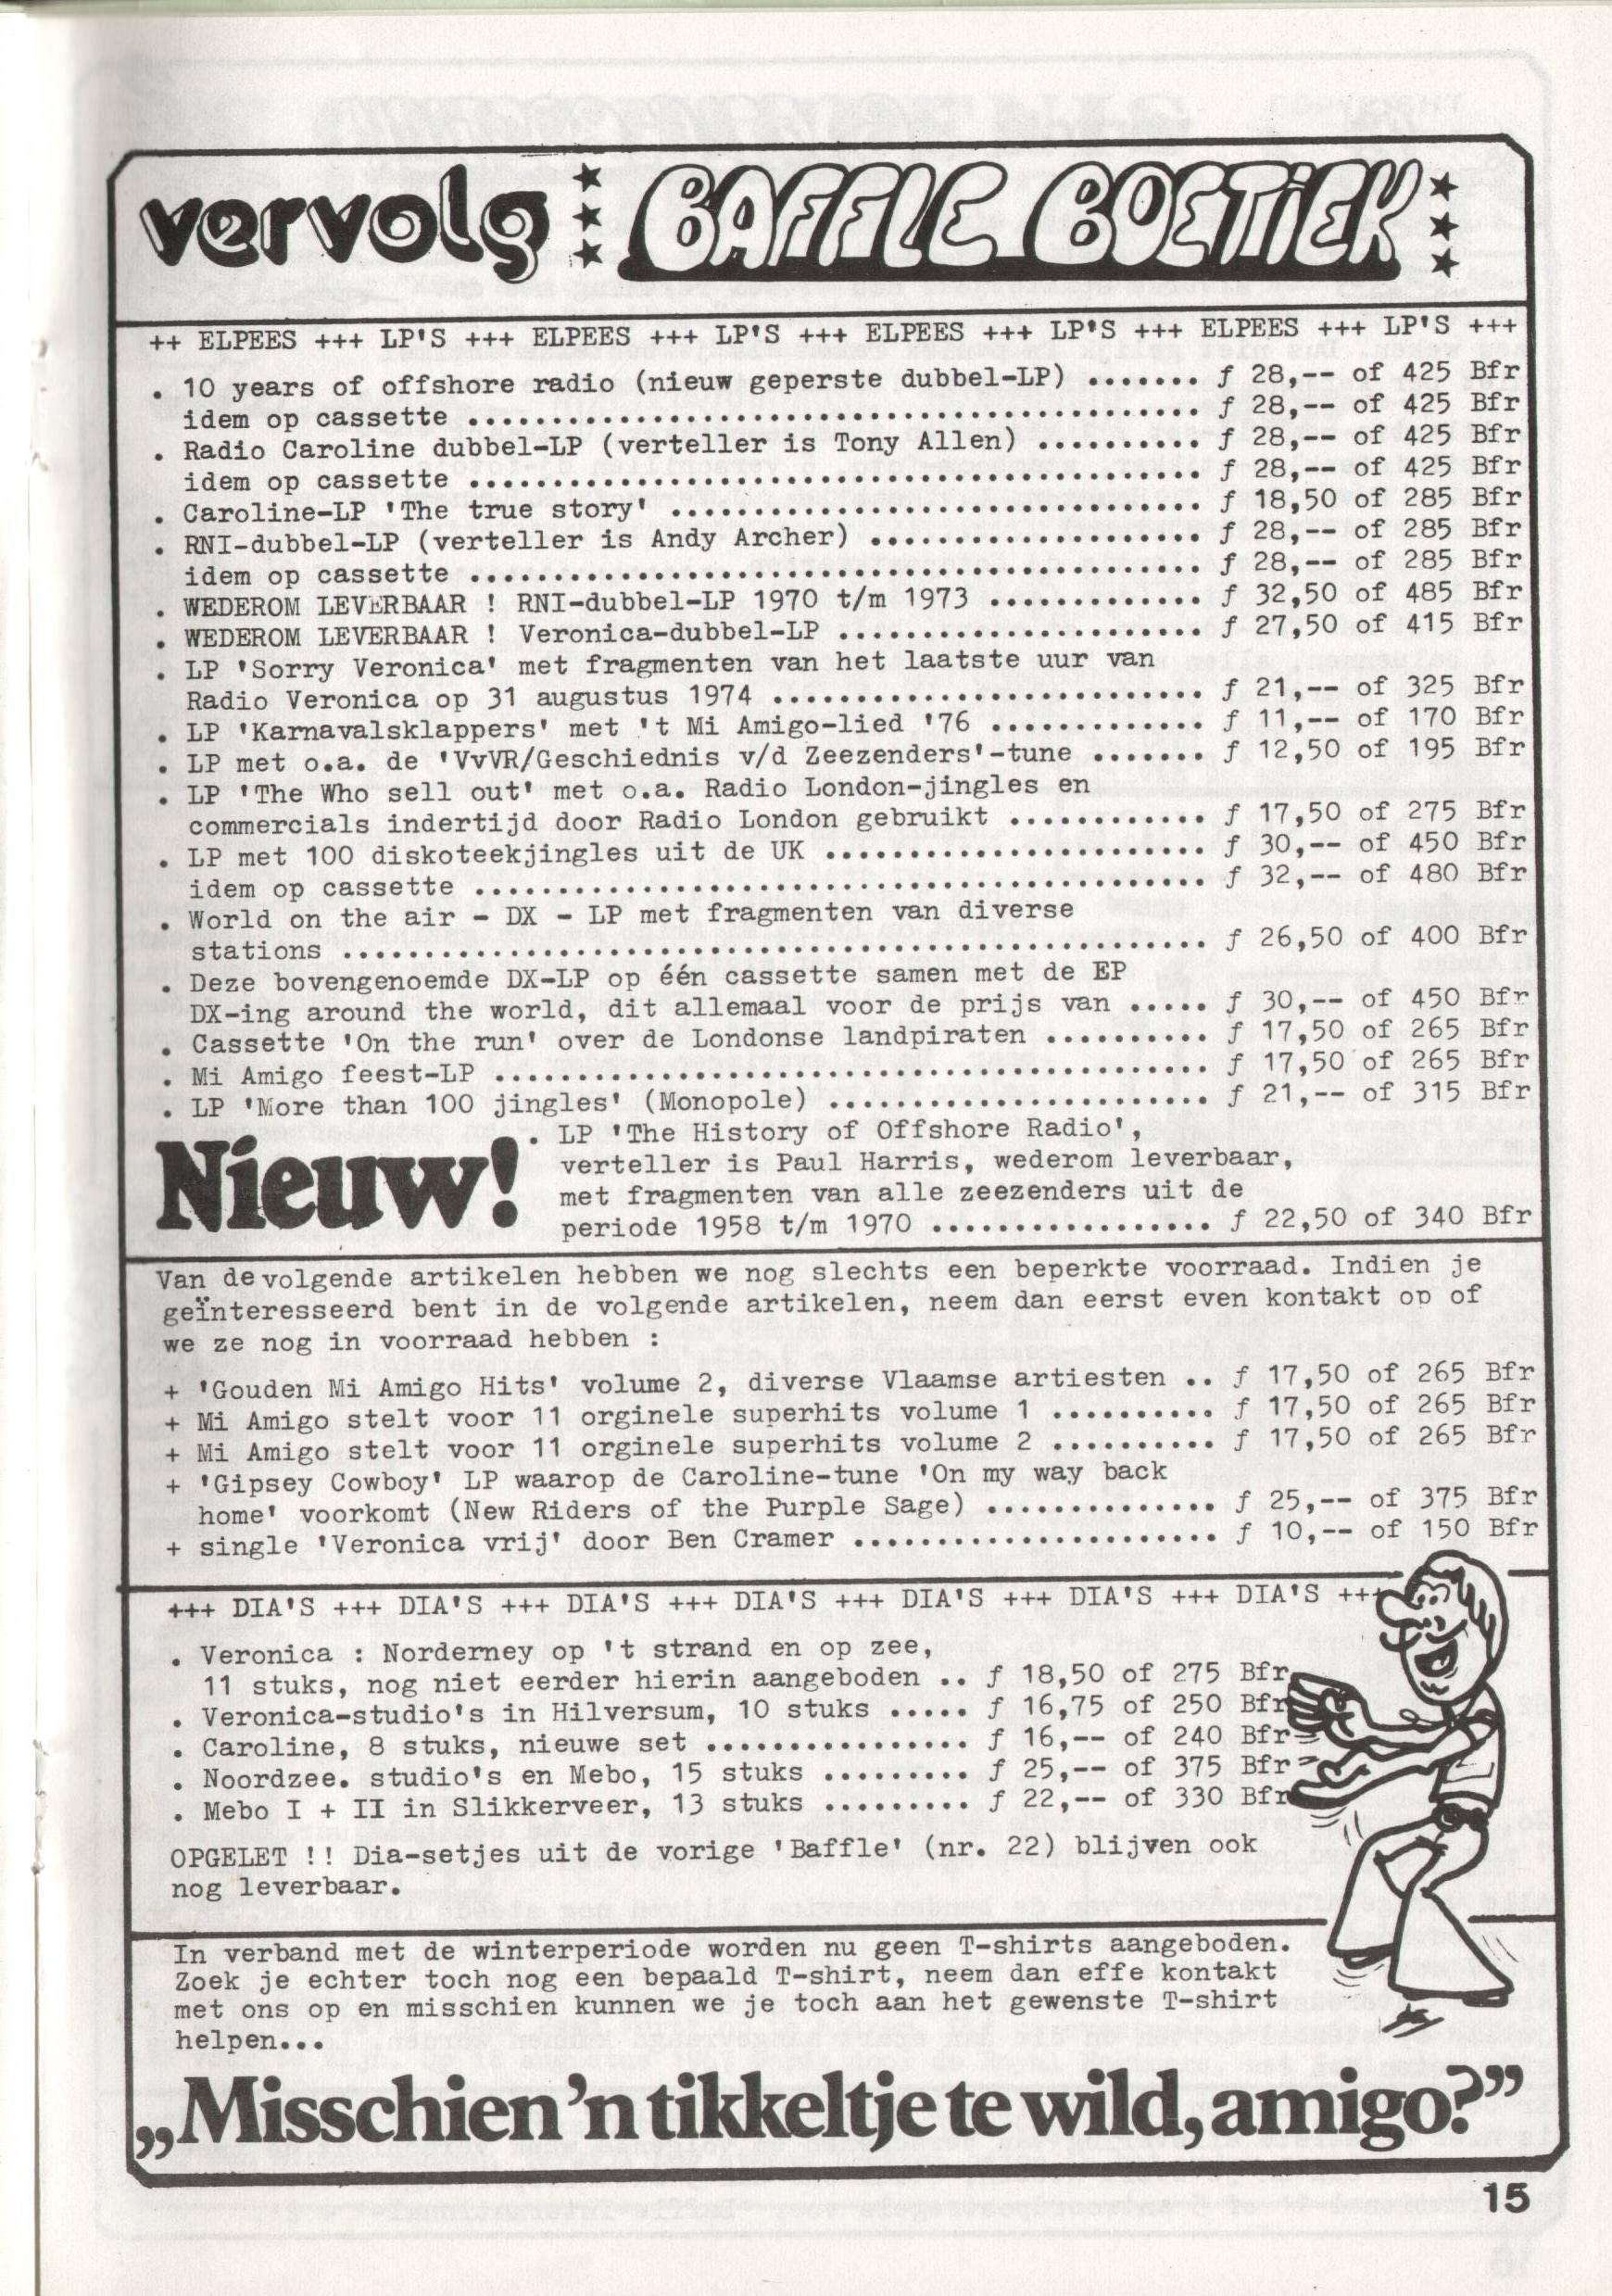 vervolg BAFFLE BOETIEK
++ ELPEES +++ LP'S +++ ELPEES +++ LP'S +++ ELPEES +++ LP'S +++ ELPEES +++ LP'S +++
. 10 years of offshore radio (nieuw geperste dubbel-LP) ....... ƒ 28,-- of 425 Bfr
idem op cassette ............................................ ƒ 28,-- of 425 Bfr
. Radio Caroline dubbel-LP (verteller is Tony Allen) .......... ƒ 28,-- of 425 Bfr
idem op cassette ............................................ ƒ 28,-- of 425 Bfr
. Caroline-LP 'The true story' ................................ ƒ 18,50 of 285 Bfr
. RNI-dubbel-LP (verteller is Andy Archer) .................... ƒ 28,-- of 285 Bfr
idem op cassette ............................................ ƒ 28,-- of 285 Bfr
. WEDEROM LEVERBAAR ! RNI-dubbel-LP 1970 t/m 1973 ............. ƒ 32,50 of 485 Bfr
. WEDEROM LEVERBAAR ! Veronica-dubbel-LP ...................... ƒ 27,50 of 415 Bfr
. LP 'Sorry Veronica' met fragmenten van het laatste uur van
Radio Veronica op 31 augustus 1974 .......................... ƒ 21,-- of 325 Bfr
. LP 'Karnavalsklappers' met 't Mi Amigo-lied '76 ............. ƒ 11,-- of 170 Bfr
. LP met o.a. de 'VvVR/Geschiednis v/d Zeezenders'-tune ....... ƒ 12,50 of 195 Bfr
. LP 'The Who sell out' met o.a. Radio London-jingles en
commercials indertijd door Radio London gebruikt ............ ƒ 17,50 of 275 Bfr
. LP met 100 diskoteekjingles uit de UK ....................... ƒ 30,-- of 450 Bfr
idem op cassette ............................................ ƒ 32,-- of 480 Bfr
. World on the air - DX - LP met fragmenten van diverse
stations .................................................... ƒ 26,50 of 400 Bfr
. Deze bovengenoemde DX-LP op één cassette samen met de EP
DX-ing around the world, dit allemaal voor de prijs van ..... ƒ 30,-- of 450 Bfr
. Cassette 'On the run' over de Londonse landpiraten .......... ƒ 17,50 of 265 Bfr
. Mi Amigo feest-LP ........................................... ƒ 17,50 of 265 Bfr
. LP 'More than 100 jingles' (Monopole) ....................... ƒ 21,-- of 315 Bfr
Nieuw!
. LP 'The History of Offshore Radio',
verteller is Paul Harris, wederom leverbaar,
met fragmenten van alle zeezenders uit de
periode 1958 t/m 1970 ................. ƒ 22,50 of 340 Bfr
Van de volgende artikelen hebben we nog slechts een beperkte voorraad. Indien je
geïnteresseerd bent in de volgende artikelen, neem dan eerst even kontakt op of
we ze nog in voorraad hebben :
+ 'Gouden Mi Amigo Hits' volume 2, diverse Vlaamse artiesten .. ƒ 17,50 of 265 Bfr
+ Mi Amigo stelt voor 11 orginele superhits volume 1 .......... ƒ 17,50 of 265 Bfr
+ Mi Amigo stelt voor 11 orginele superhits volume 2 .......... ƒ 17,50 of 265 Bfr
+ 'Gipsey Cowboy' LP waarop de Caroline-tune 'On my way back
home' voorkomt (New Riders of the Purple Sage) .............. ƒ 25,-- of 375 Bfr
+ single 'Veronica vrij' door Ben Cramer ...................... ƒ 10,-- of 150 Bfr
+++ DIA'S +++ DIA'S +++ DIA'S +++ DIA'S +++ DIA'S +++ DIA'S +++ DIA'S +++
. Veronica : Norderney op 't strand en op zee,
11 stuks, nog niet eerder hierin aangeboden .. ƒ 18,50 of 275 Bfr
. Veronica-studio's in Hilversum, 10 stuks ..... ƒ 16,75 of 250 Bfr
. Caroline, 8 stuks, nieuwe set ................ ƒ 16,-- of 240 Bfr
. Noordzee. studio's en Mebo, 15 stuks ......... ƒ 25,-- of 375 Bfr
. Mebo I + II in Slikkerveer, 13 stuks ......... ƒ 22,-- of 330 Bfr
OPGELET !! Dia-setjes uit de vorige 'Baffle' (nr. 22) blijven ook
nog leverbaar.
In verband met de winterperiode worden nu geen T-shirts aangeboden.
Zoek je echter toch nog een bepaald T-shirt, neem dan effe kontakt
met ons op en misschien kunnen we je toch aan het gewenste T-shirt
helpen...
„Misschien 'n tikkeltje te wild, amigo?”
15